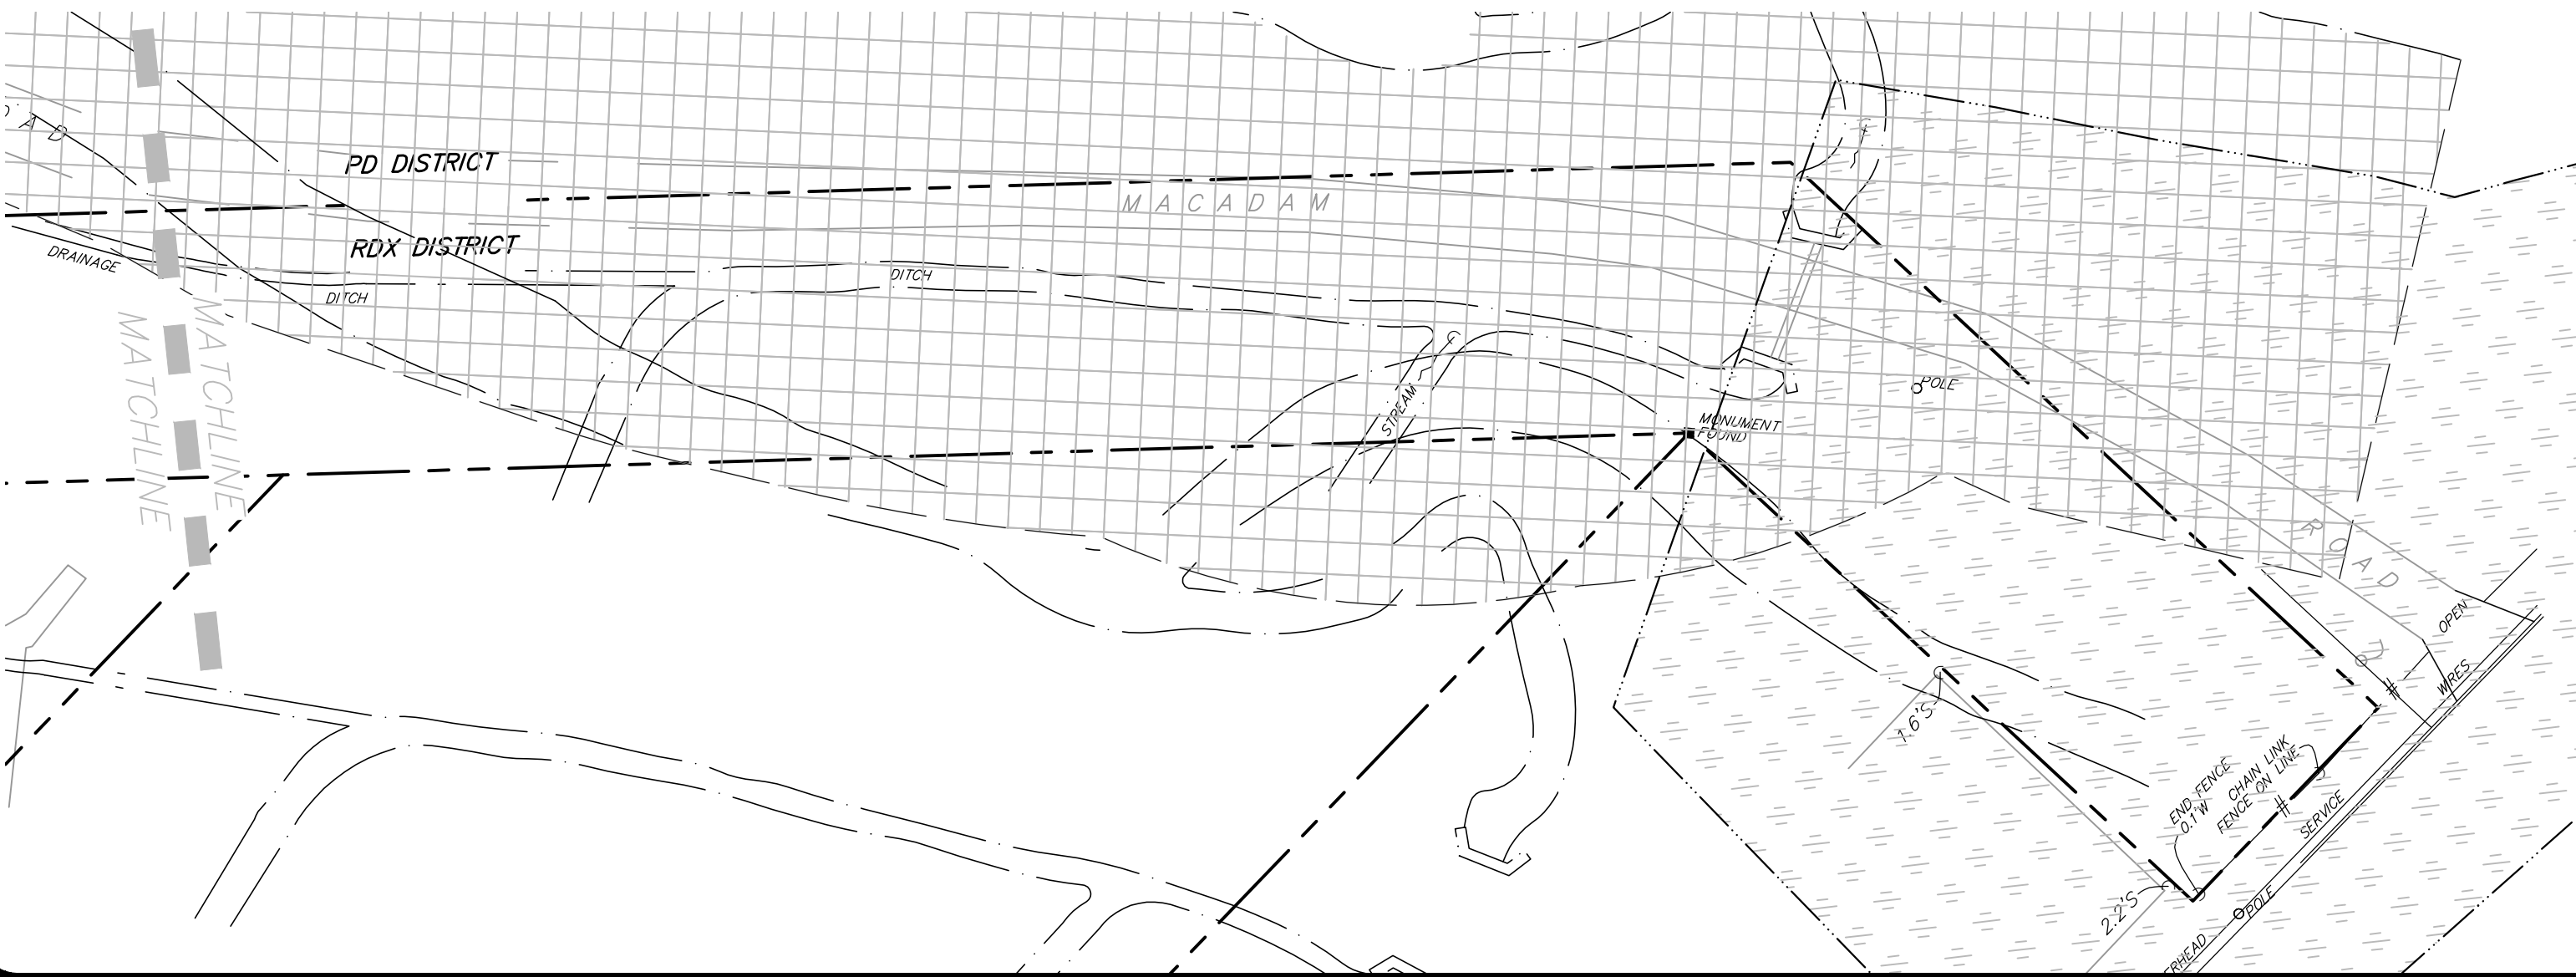 PD DISTRICT
MACADAM
RDX DISTRICT
DRAINAGE
DITCH
DITCH
MATCHLINE
MATCHLINE
STREAM
MONUMENT
FOUND
POLE
ROAD
OPEN
WIRES
1.6'S
END FENCE
0.1'W
CHAIN LINK
FENCE ON LINE
SERVICE
2.2'S
POLE